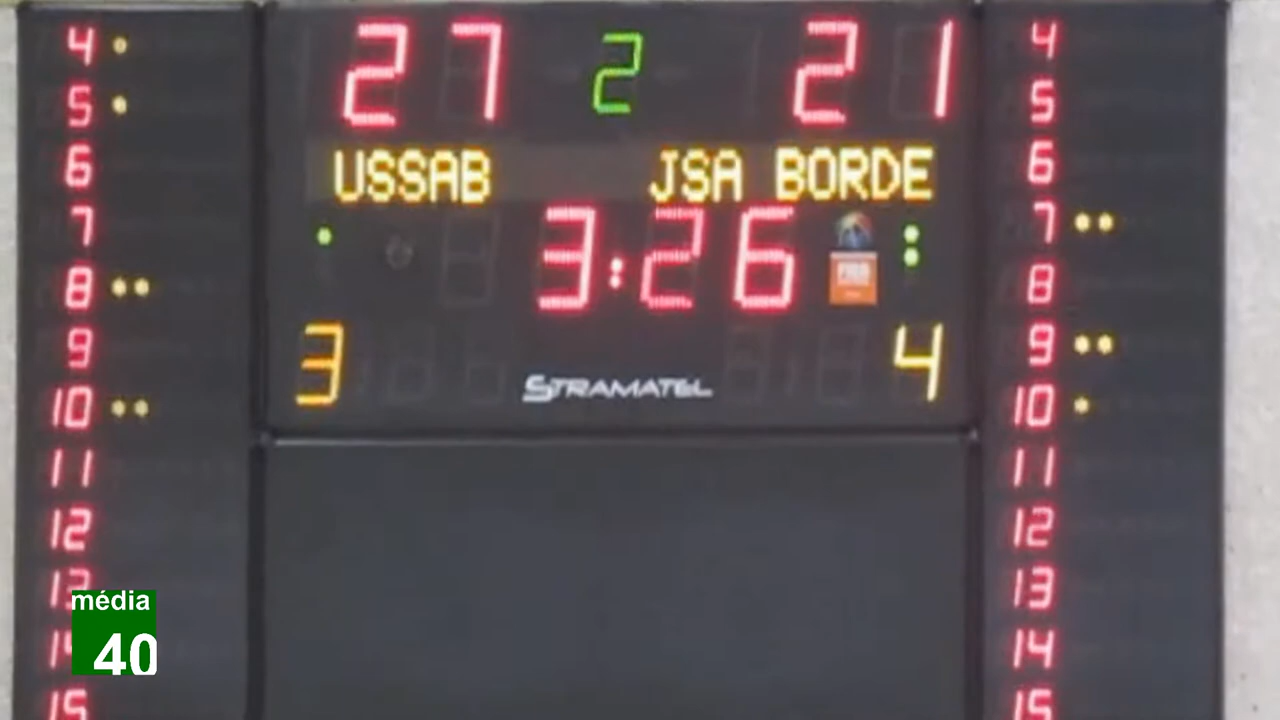 4 27 2 21 4
5 5
6 USSAB JSA BORDE 6
7 3:26 7
8 FIBA 8
9 3 4 9
10 STRAMATEL 10
11 11
12 12
13 13
14 14
15 15
média
40